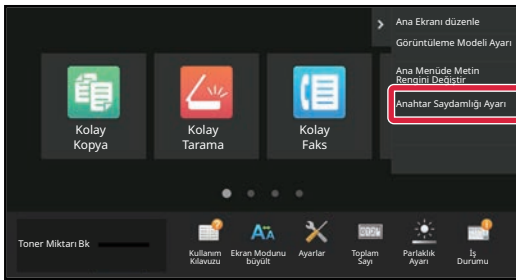 Ana Ekranı düzenle
Görüntüleme Modeli Ayarı
Ana Menüde Metin
Rengini Değiştir
Anahtar Saydamlığı Ayarı
Kolay
Kopya
Kolay
Tarama
Kolay
Faks
Toner Miktarı Bk
Kullanım
Kılavuzu
Ekran Modunu
büyült
Ayarlar
Toplam
Sayı
Parlaklık
Ayarı
İş
Durumu